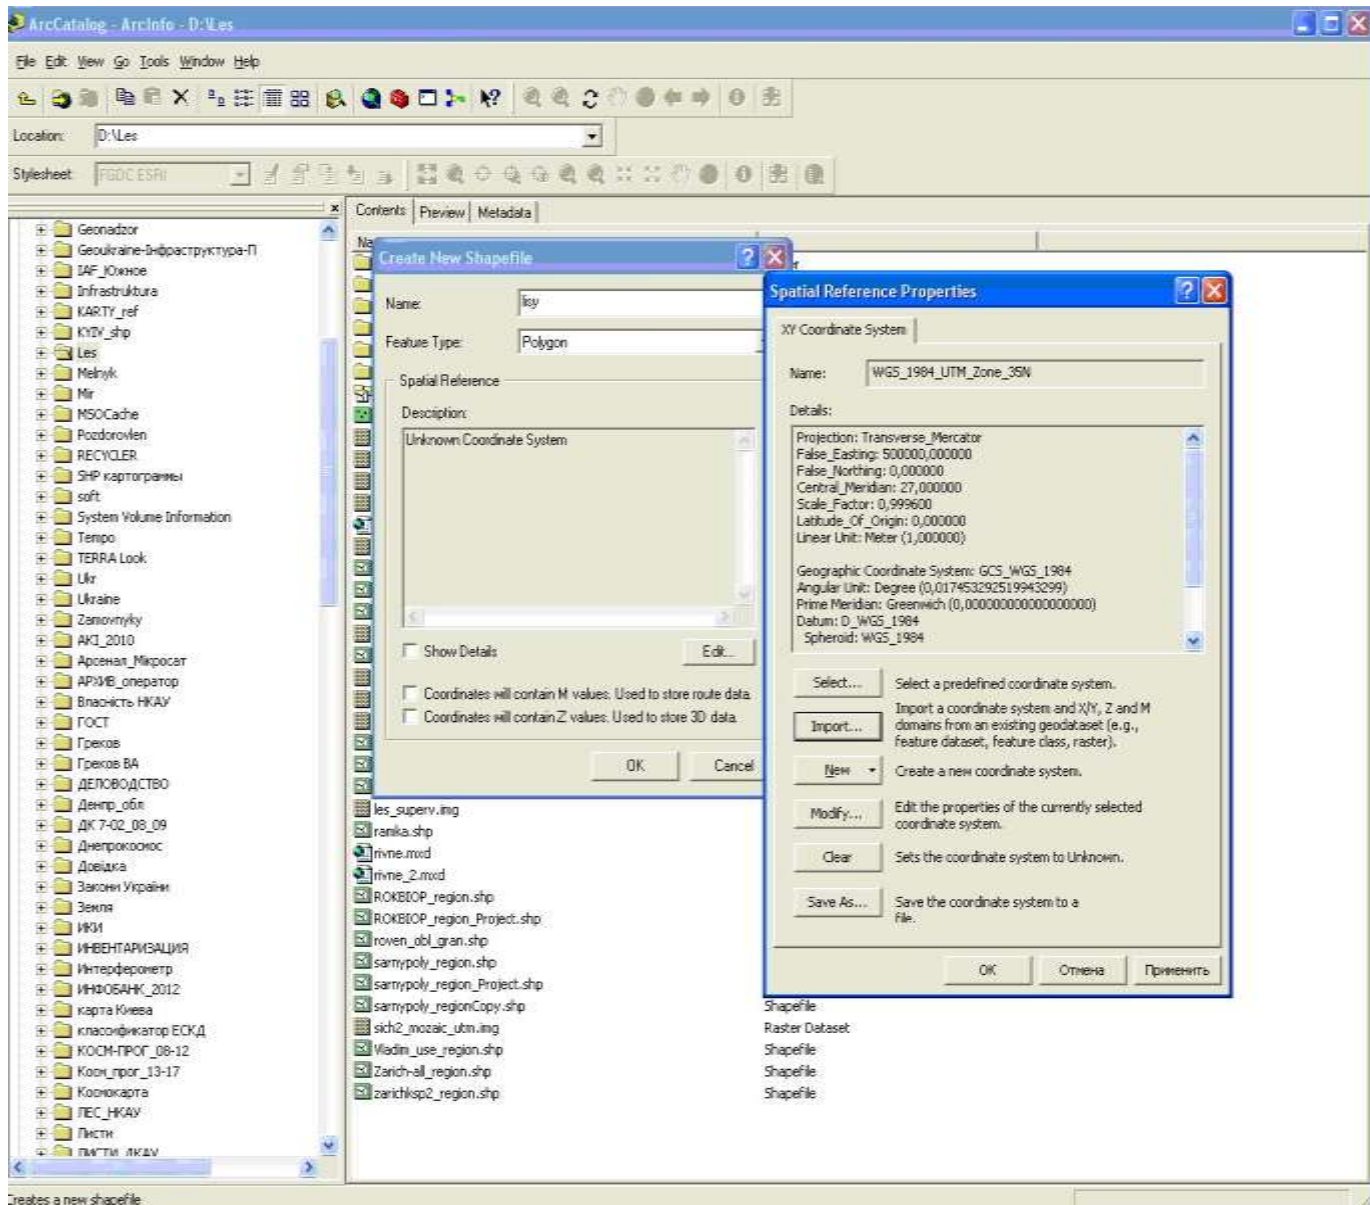 ArcCatalog - ArcInfo - D:\Les
File Edit View Go Tools Window Help
Location: D:\Les
Stylesheet: FGDC ESRI
Contents Preview Metadata
Geonadzor
Geoukraine-Інфраструктура-П
IAF_Южное
Infrastruktura
KARTY_ref
KYIV_shp
Les
Melnyk
Mir
MSOCache
Pozdorovlen
RECYCLER
SHP картограммы
soft
System Volume Information
Tempo
TERRA Look
Ukr
Ukraine
Zamovnyky
АКІ_2010
Арсенал_Мікросат
АРХИВ_оператор
Власність НКАУ
ГОСТ
Греков
Греков ВА
ДЕЛОВОДСТВО
Денпр_обл
ДК 7-02_08_09
Днепрокосмос
Довідка
Закони України
Земля
ИКИ
ИНВЕНТАРИЗАЦИЯ
Интерферометр
ИНФОБАНК_2012
карта Киева
классификатор ЕСКД
КОСМ-ПРОГ_08-12
Косм_прог_13-17
Космокарта
ЛЕС_НКАУ
Листи
ЛИСТИ_ДКАУ
Create New Shapefile
Name: lisy
Feature Type: Polygon
Spatial Reference
Description:
Unknown Coordinate System
Show Details
Edit...
Coordinates will contain M values. Used to store route data.
Coordinates will contain Z values. Used to store 3D data.
OK Cancel
Spatial Reference Properties
XY Coordinate System
Name: WGS_1984_UTM_Zone_35N
Details:
Projection: Transverse_Mercator
False_Easting: 500000,000000
False_Northing: 0,000000
Central_Meridian: 27,000000
Scale_Factor: 0,999600
Latitude_Of_Origin: 0,000000
Linear Unit: Meter (1,000000)
Geographic Coordinate System: GCS_WGS_1984
Angular Unit: Degree (0,017453292519943299)
Prime Meridian: Greenwich (0,000000000000000000)
Datum: D_WGS_1984
Spheroid: WGS_1984
Select... Select a predefined coordinate system.
Import... Import a coordinate system and X/Y, Z and M domains from an existing geodataset (e.g., feature dataset, feature class, raster).
New Create a new coordinate system.
Modify... Edit the properties of the currently selected coordinate system.
Clear Sets the coordinate system to Unknown.
Save As... Save the coordinate system to a file.
OK Отмена Применить
les_superv.img
ramka.shp
rivne.mxd
rivne_2.mxd
ROKBIOP_region.shp
ROKBIOP_region_Project.shp
roven_obl_gran.shp
sarnypoly_region.shp
sarnypoly_region_Project.shp
sarnypoly_regionCopy.shp Shapefile
sich2_mozaic_utm.img Raster Dataset
Vladim_use_region.shp Shapefile
Zarich-all_region.shp Shapefile
zarichksp2_region.shp Shapefile
Creates a new shapefile